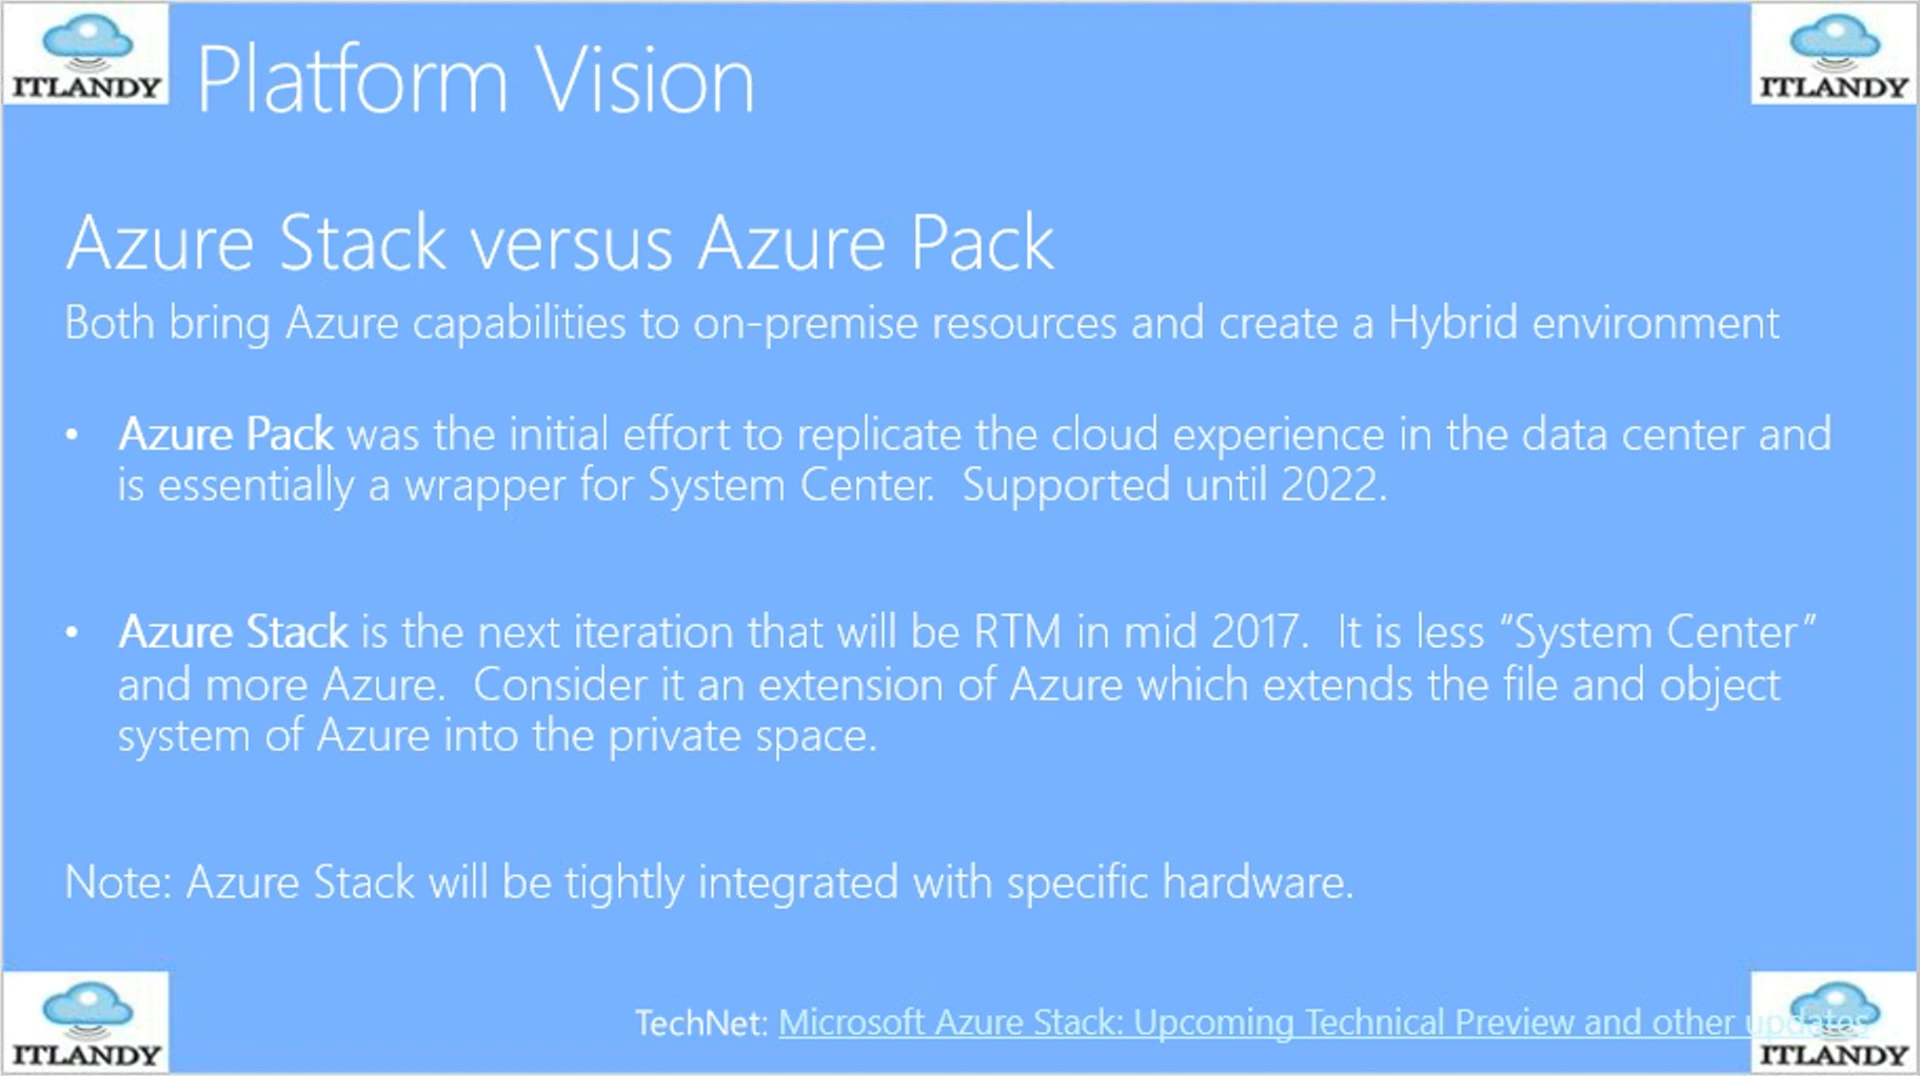 ITLANDY
Platform Vision
ITLANDY
Azure Stack versus Azure Pack
Both bring Azure capabilities to on-premise resources and create a Hybrid environment
• Azure Pack was the initial effort to replicate the cloud experience in the data center and
is essentially a wrapper for System Center.  Supported until 2022.
• Azure Stack is the next iteration that will be RTM in mid 2017.  It is less “System Center”
and more Azure.  Consider it an extension of Azure which extends the file and object
system of Azure into the private space.
Note: Azure Stack will be tightly integrated with specific hardware.
ITLANDY
TechNet: Microsoft Azure Stack: Upcoming Technical Preview and other updates
ITLANDY